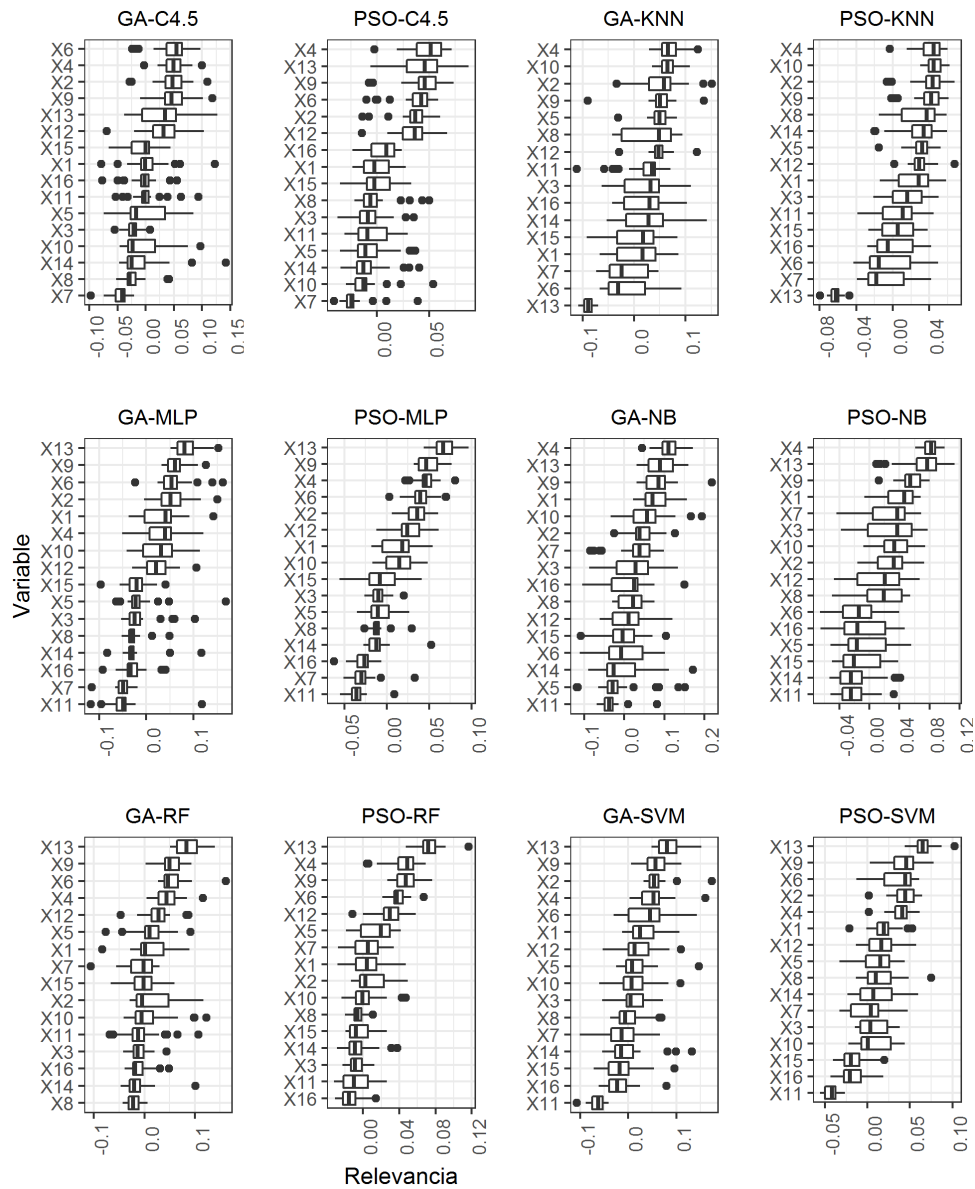 GA-C4.5
X6
X4
X2
X9
X13
X12
X15
X1
X16
X11
X5
X3
X10
X14
X8
X7
-0.10
-0.05
0.00
0.05
0.10
0.15
PSO-C4.5
X4
X13
X9
X6
X2
X12
X16
X1
X15
X8
X3
X11
X5
X14
X10
X7
0.00
0.05
GA-KNN
X4
X10
X2
X9
X5
X8
X12
X11
X3
X16
X14
X15
X1
X7
X6
X13
-0.1
0.0
0.1
PSO-KNN
X4
X10
X2
X9
X8
X14
X5
X12
X1
X3
X11
X15
X16
X6
X7
X13
-0.08
-0.04
0.00
0.04
Variable
GA-MLP
X13
X9
X6
X2
X1
X4
X10
X12
X15
X5
X3
X8
X14
X16
X7
X11
-0.1
0.0
0.1
PSO-MLP
X13
X9
X4
X6
X2
X12
X1
X10
X15
X3
X5
X8
X14
X16
X7
X11
-0.05
0.00
0.05
0.10
GA-NB
X4
X13
X9
X1
X10
X2
X7
X3
X16
X8
X12
X15
X6
X14
X5
X11
-0.1
0.0
0.1
0.2
PSO-NB
X4
X13
X9
X1
X7
X3
X10
X2
X12
X8
X6
X16
X5
X15
X14
X11
-0.04
0.00
0.04
0.08
0.12
GA-RF
X13
X9
X6
X4
X12
X5
X1
X7
X15
X2
X10
X11
X3
X16
X14
X8
-0.1
0.0
0.1
PSO-RF
X13
X4
X9
X6
X12
X5
X7
X1
X2
X10
X8
X15
X14
X3
X11
X16
0.00
0.04
0.08
0.12
GA-SVM
X13
X9
X2
X4
X6
X1
X12
X5
X10
X3
X8
X7
X14
X15
X16
X11
-0.1
0.0
0.1
PSO-SVM
X13
X9
X6
X2
X4
X1
X12
X5
X8
X14
X7
X3
X10
X15
X16
X11
-0.05
0.00
0.05
0.10
Relevancia